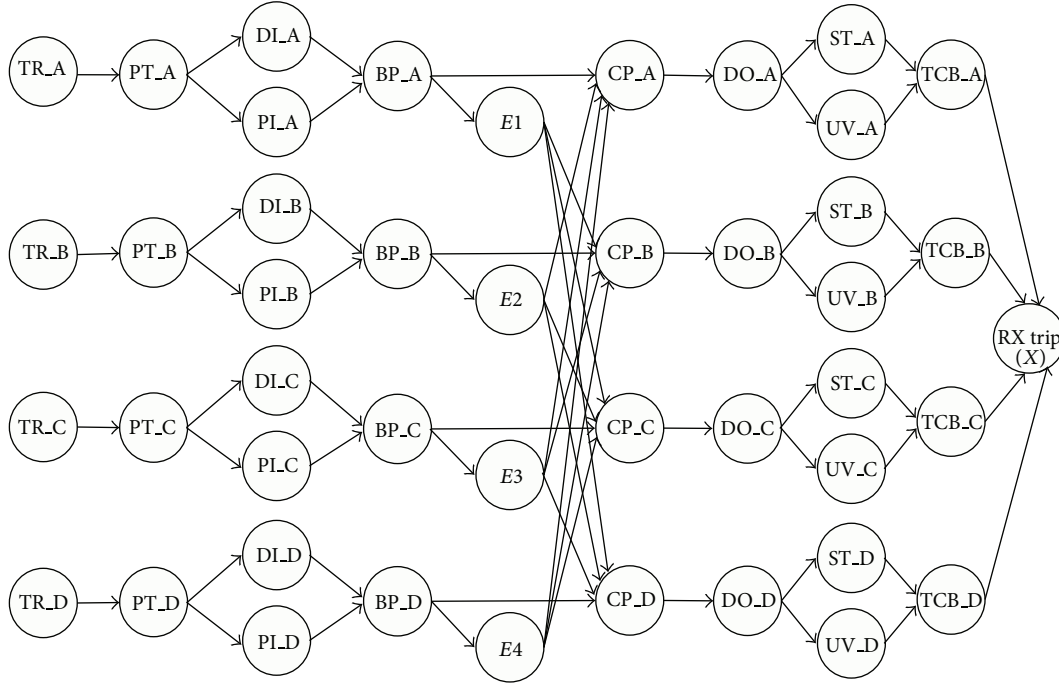 TR_A
PT_A
DI_A
PI_A
BP_A
E1
CP_A
DO_A
ST_A
UV_A
TCB_A
TR_B
PT_B
DI_B
PI_B
BP_B
E2
CP_B
DO_B
ST_B
UV_B
TCB_B
RX trip
(X)
TR_C
PT_C
DI_C
PI_C
BP_C
E3
CP_C
DO_C
ST_C
UV_C
TCB_C
TR_D
PT_D
DI_D
PI_D
BP_D
E4
CP_D
DO_D
ST_D
UV_D
TCB_D